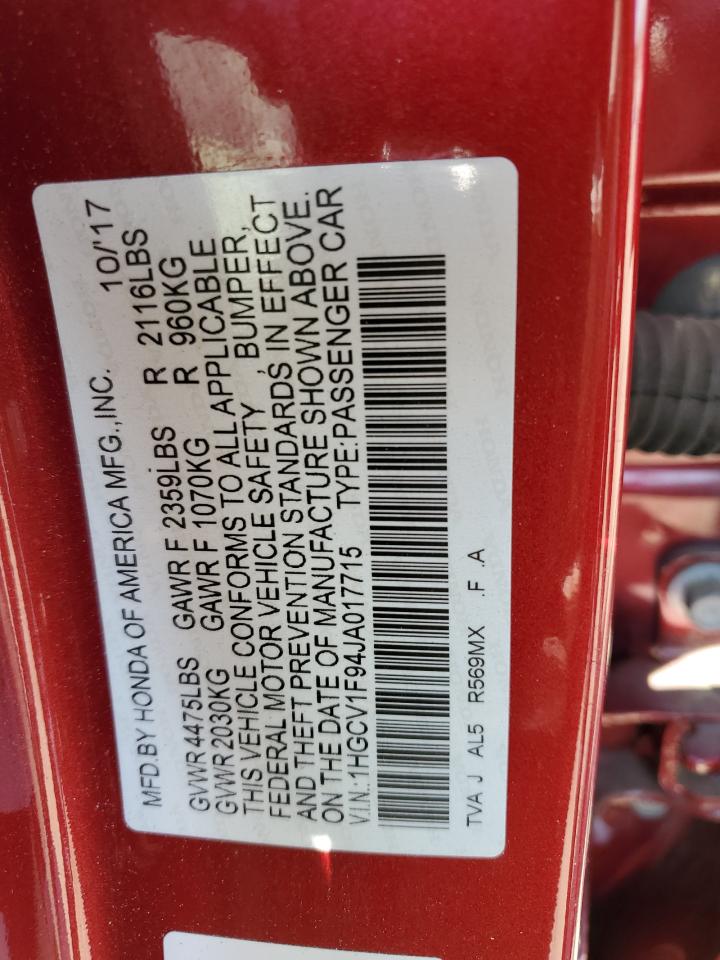 MFD.BY HONDA OF AMERICA MFG.,INC. 10/'17
GVWR 4475LBS GAWR F 2359LBS R 2116LBS
GVWR 2030KG GAWR F 1070KG R 960KG
THIS VEHICLE CONFORMS TO ALL APPLICABLE
FEDERAL MOTOR VEHICLE SAFETY , BUMPER,
AND THEFT PREVENTION STANDARDS IN EFFECT
ON THE DATE OF MANUFACTURE SHOWN ABOVE.
V.I.N.:1HGCV1F94JA017715 TYPE:PASSENGER CAR
TVA J AL5 R569MX .F .A